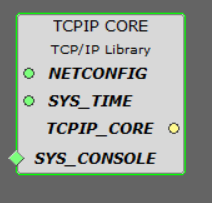 TCPIP CORE
TCP/IP Library
NETCONFIG
SYS_TIME
TCPIP_CORE
SYS_CONSOLE